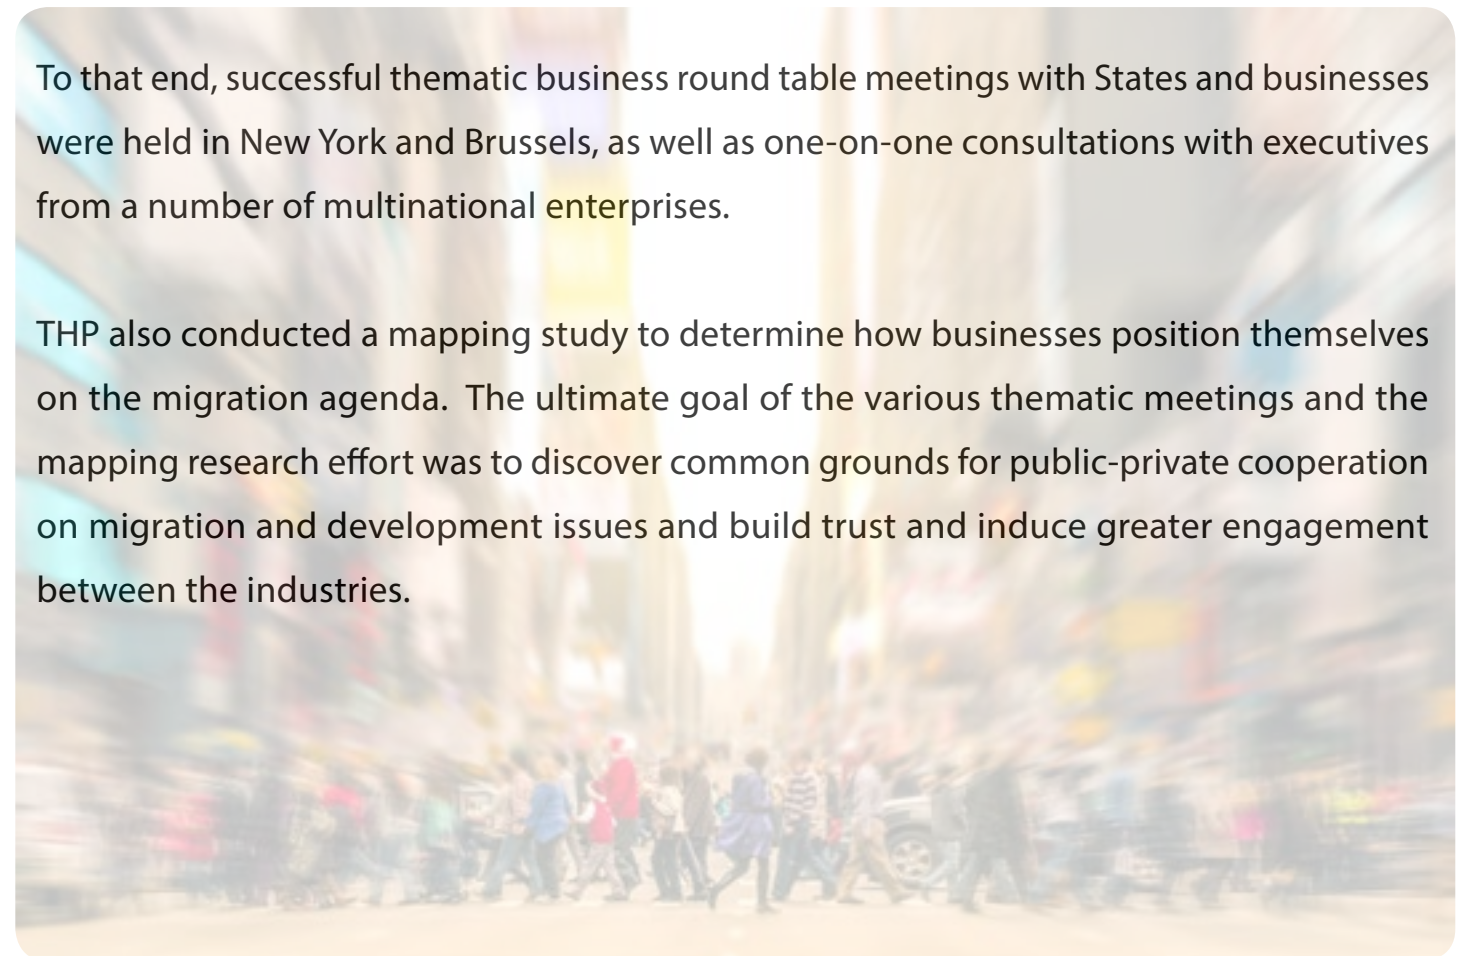 To that end, successful thematic business round table meetings with States and businesses
were held in New York and Brussels, as well as one-on-one consultations with executives
from a number of multinational enterprises.
THP also conducted a mapping study to determine how businesses position themselves
on the migration agenda.  The ultimate goal of the various thematic meetings and the
mapping research effort was to discover common grounds for public-private cooperation
on migration and development issues and build trust and induce greater engagement
between the industries.